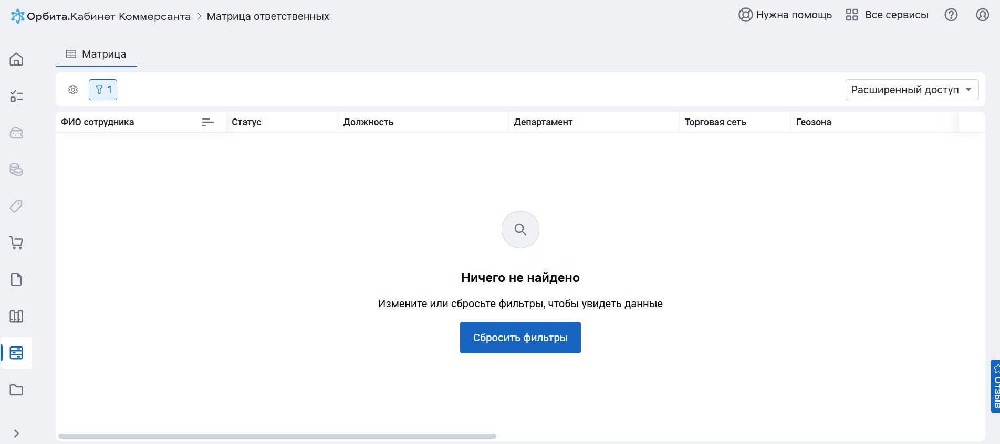 Орбита.Кабинет Коммерсанта > Матрица ответственных
Нужна помощь
Все сервисы
Матрица
1
Расширенный доступ
ФИО сотрудника
Статус
Должность
Департамент
Торговая сеть
Геозона
Ничего не найдено
Измените или сбросьте фильтры, чтобы увидеть данные
Сбросить фильтры
Отзыв